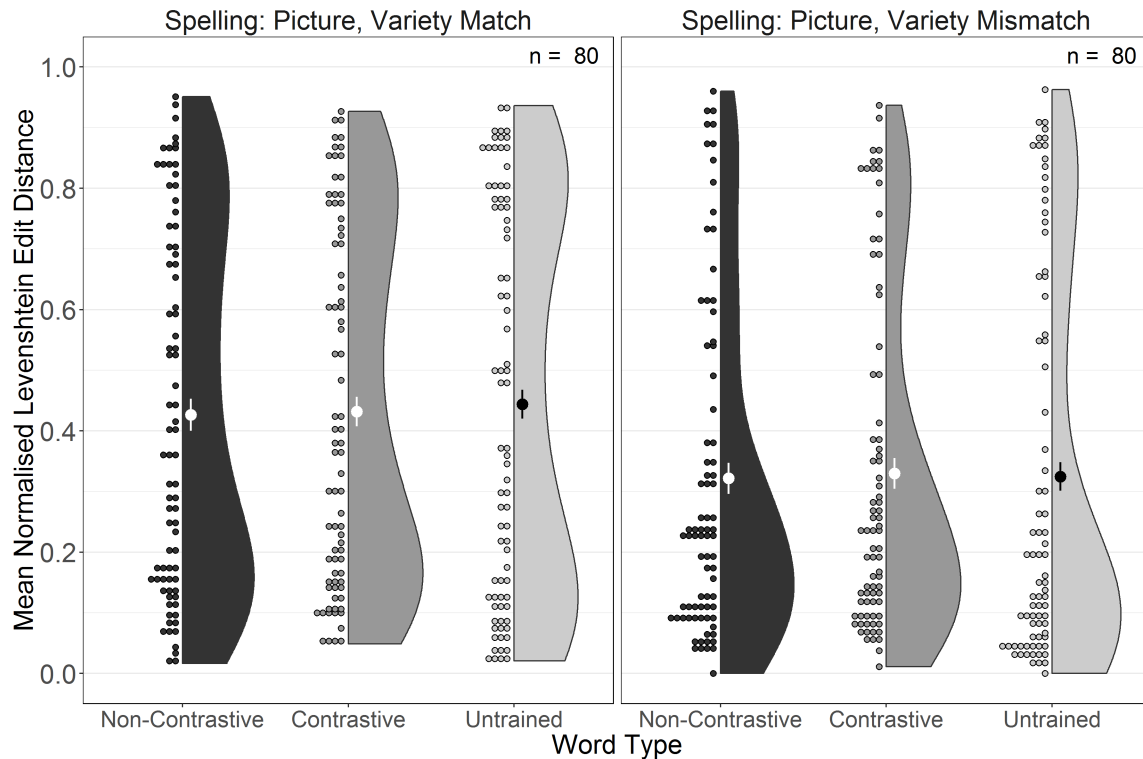 Spelling: Picture, Variety Match
Spelling: Picture, Variety Mismatch
n =  80
n =  80
Mean Normalised Levenshtein Edit Distance
1.0
0.8
0.6
0.4
0.2
0.0
Non-Contrastive
Contrastive
Untrained
Non-Contrastive
Contrastive
Untrained
Word Type